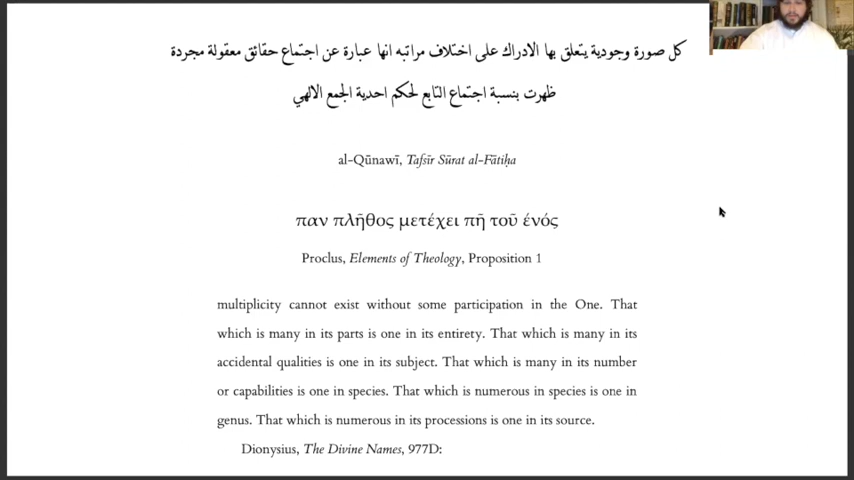 كل صورة وجودية يتعلق بها الادراك على اختلاف مراتبه انها عبارة عن اجتماع حقائق معقولة مجردة
ظهرت بنسبة اجتماع التابع لحكم احدية الجمع الالهي
al-Qūnawī, Tafsīr Sūrat al-Fātiḥa
παν πλῆθος μετέχει πῆ τοῦ ἑνός
Proclus, Elements of Theology, Proposition 1
multiplicity cannot exist without some participation in the One. That
which is many in its parts is one in its entirety. That which is many in its
accidental qualities is one in its subject. That which is many in its number
or capabilities is one in species. That which is numerous in species is one in
genus. That which is numerous in its processions is one in its source.
Dionysius, The Divine Names, 977D: